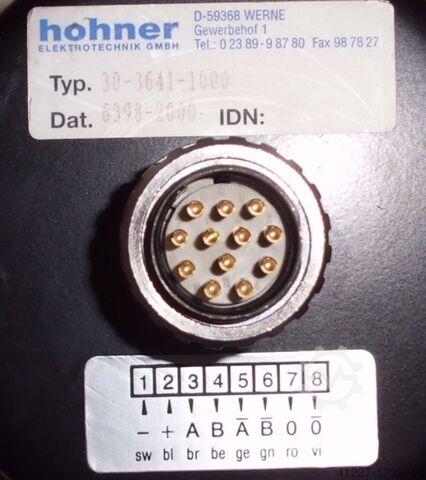 hohner
ELEKTROTECHNIK GMBH
D-59368 WERNE
Gewerbehof 1
Tel.: 0 23 89-9 87 80 Fax 98 78 27
Typ. 30-3641-1000
Dat. 6398-2000 IDN:
1 2 3 4 5 6 7 8
- + A B A̅ B̅ 0 0̅
sw bl br be ge gn ro vi